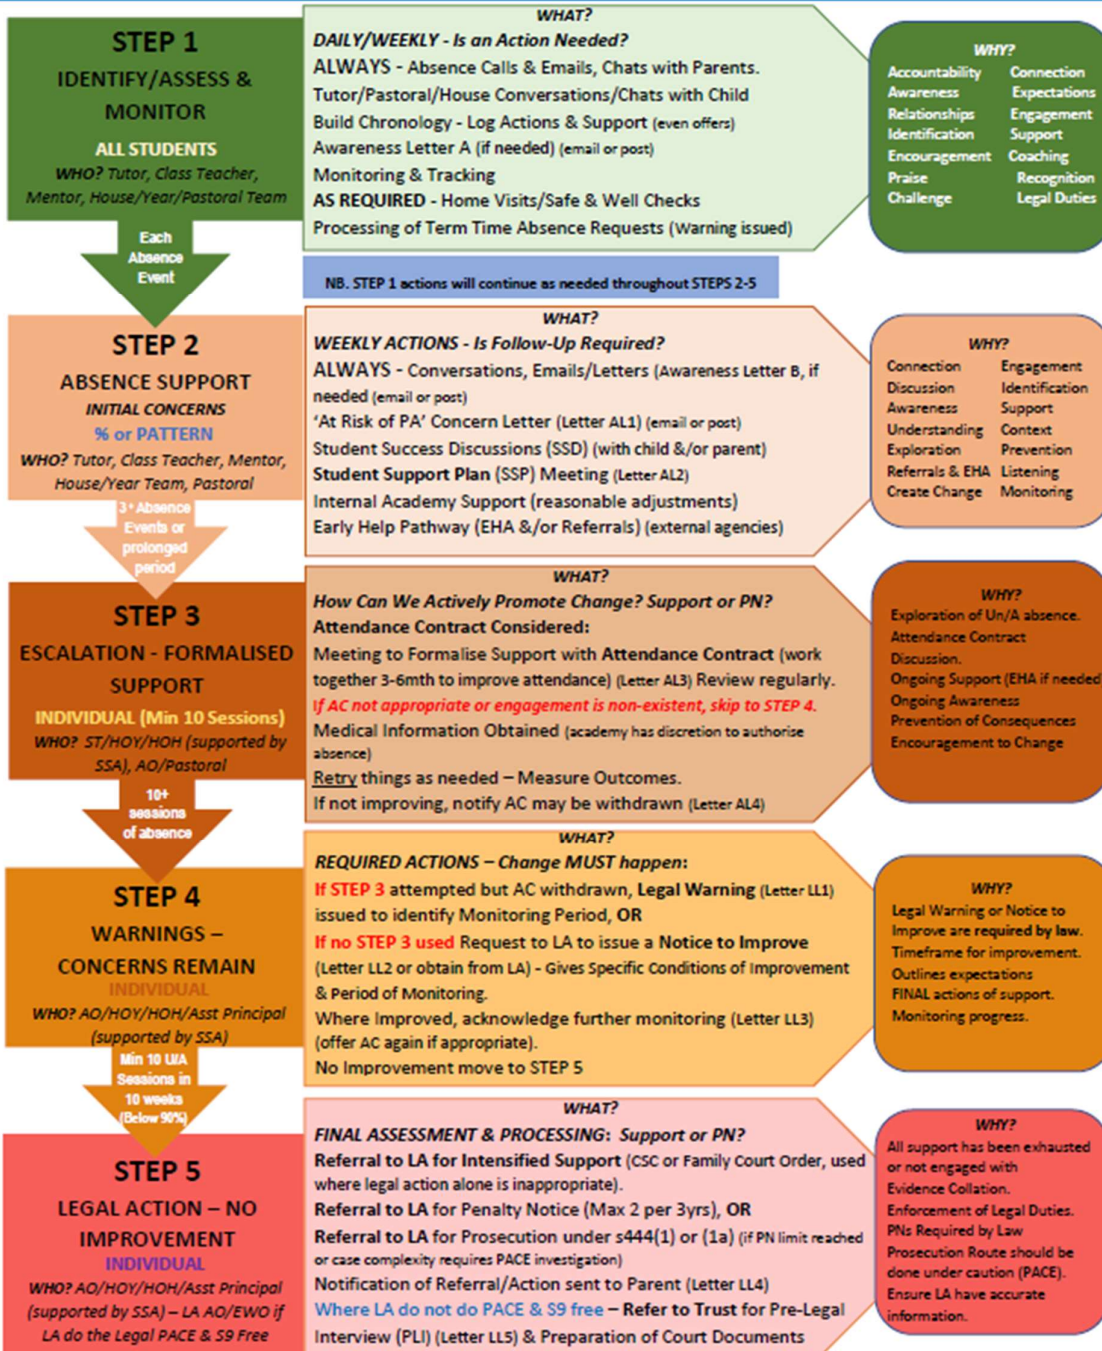 STEP 1
IDENTIFY/ASSESS &
MONITOR
ALL STUDENTS
WHO? Tutor, Class Teacher,
Mentor, House/Year/Pastoral Team
Each
Absence
Event
WHAT?
DAILY/WEEKLY - Is an Action Needed?
ALWAYS - Absence Calls & Emails, Chats with Parents.
Tutor/Pastoral/House Conversations/Chats with Child
Build Chronology - Log Actions & Support (even offers)
Awareness Letter A (if needed) (email or post)
Monitoring & Tracking
AS REQUIRED - Home Visits/Safe & Well Checks
Processing of Term Time Absence Requests (Warning issued)
WHY?
Accountability Connection
Awareness Expectations
Relationships Engagement
Identification Support
Encouragement Coaching
Praise Recognition
Challenge Legal Duties
NB. STEP 1 actions will continue as needed throughout STEPS 2-5
STEP 2
ABSENCE SUPPORT
INITIAL CONCERNS
% or PATTERN
WHO? Tutor, Class Teacher, Mentor,
House/Year Team, Pastoral
3+ Absence
Events or
prolonged
period
WHAT?
WEEKLY ACTIONS - Is Follow-Up Required?
ALWAYS - Conversations, Emails/Letters (Awareness Letter B, if
needed (email or post)
'At Risk of PA' Concern Letter (Letter AL1) (email or post)
Student Success Discussions (SSD) (with child &/or parent)
Student Support Plan (SSP) Meeting (Letter AL2)
Internal Academy Support (reasonable adjustments)
Early Help Pathway (EHA &/or Referrals) (external agencies)
WHY?
Connection Engagement
Discussion Identification
Awareness Support
Understanding Context
Exploration Prevention
Referrals & EHA Listening
Create Change Monitoring
STEP 3
ESCALATION - FORMALISED
SUPPORT
INDIVIDUAL (Min 10 Sessions)
WHO? ST/HOY/HOH (supported by
SSA), AO/Pastoral
10+
sessions
of absence
WHAT?
How Can We Actively Promote Change? Support or PN?
Attendance Contract Considered:
Meeting to Formalise Support with Attendance Contract (work
together 3-6mth to improve attendance) (Letter AL3) Review regularly.
If AC not appropriate or engagement is non-existent, skip to STEP 4.
Medical Information Obtained (academy has discretion to authorise
absence)
Retry things as needed – Measure Outcomes.
If not improving, notify AC may be withdrawn (Letter AL4)
WHY?
Exploration of Un/A absence.
Attendance Contract
Discussion.
Ongoing Support (EHA if needed)
Ongoing Awareness
Prevention of Consequences
Encouragement to Change
STEP 4
WARNINGS –
CONCERNS REMAIN
INDIVIDUAL
WHO? AO/HOY/HOH/Asst Principal
(supported by SSA)
Min 10 U/A
Sessions in
10 weeks
(Below 90%)
WHAT?
REQUIRED ACTIONS – Change MUST happen:
If STEP 3 attempted but AC withdrawn, Legal Warning (Letter LL1)
issued to identify Monitoring Period, OR
If no STEP 3 used Request to LA to issue a Notice to Improve
(Letter LL2 or obtain from LA) - Gives Specific Conditions of Improvement
& Period of Monitoring.
Where Improved, acknowledge further monitoring (Letter LL3)
(offer AC again if appropriate).
No Improvement move to STEP 5
WHY?
Legal Warning or Notice to
Improve are required by law.
Timeframe for improvement.
Outlines expectations
FINAL actions of support.
Monitoring progress.
STEP 5
LEGAL ACTION – NO
IMPROVEMENT
INDIVIDUAL
WHO? AO/HOY/HOH/Asst Principal
(supported by SSA) – LA AO/EWO if
LA do the Legal PACE & S9 Free
WHAT?
FINAL ASSESSMENT & PROCESSING: Support or PN?
Referral to LA for Intensified Support (CSC or Family Court Order, used
where legal action alone is inappropriate).
Referral to LA for Penalty Notice (Max 2 per 3yrs), OR
Referral to LA for Prosecution under s444(1) or (1a) (if PN limit reached
or case complexity requires PACE investigation)
Notification of Referral/Action sent to Parent (Letter LL4)
Where LA do not do PACE & S9 free – Refer to Trust for Pre-Legal
Interview (PLI) (Letter LL5) & Preparation of Court Documents
WHY?
All support has been exhausted
or not engaged with
Evidence Collation.
Enforcement of Legal Duties.
PNs Required by Law
Prosecution Route should be
done under caution (PACE).
Ensure LA have accurate
information.